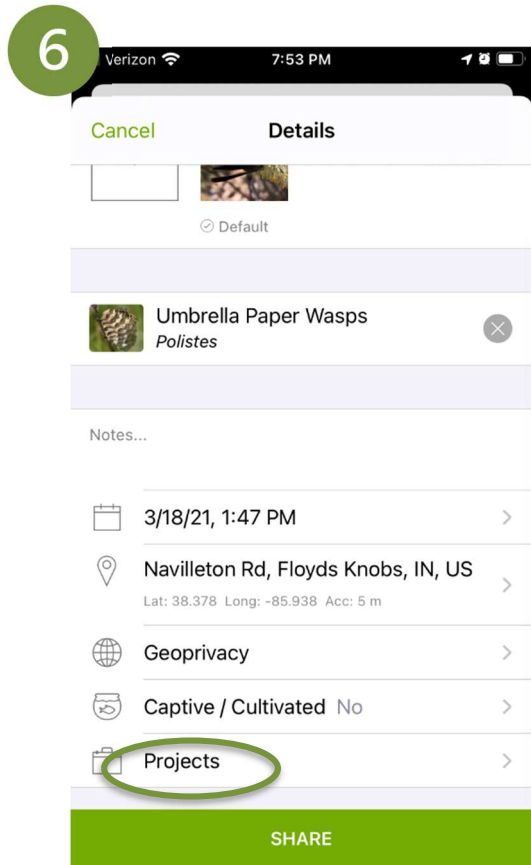 6
Verizon 7:53 PM
Cancel Details
Default
Umbrella Paper Wasps
Polistes
Notes...
3/18/21, 1:47 PM
Navilleton Rd, Floyds Knobs, IN, US
Lat: 38.378 Long: -85.938 Acc: 5 m
Geoprivacy
Captive / Cultivated No
Projects
SHARE